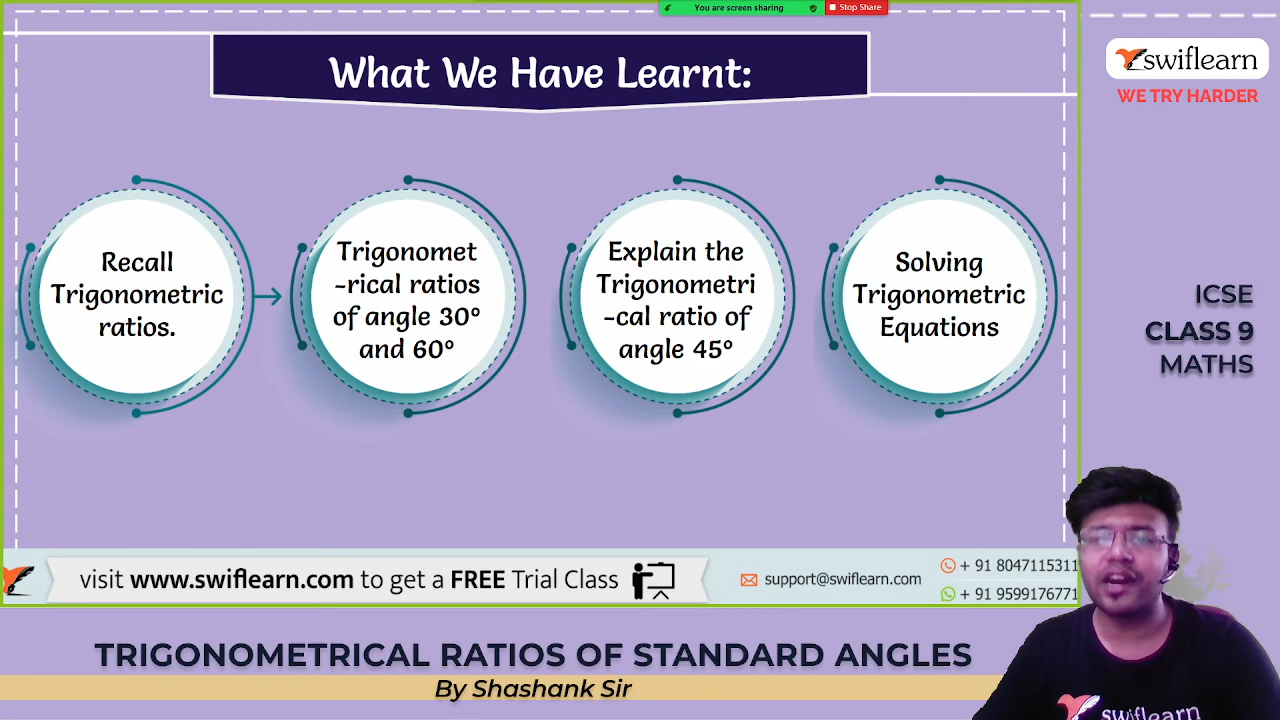 You are screen sharing
Stop Share
What We Have Learnt:
swiflearn
WE TRY HARDER
Recall
Trigonometric
ratios.
Trigonomet
-rical ratios
of angle 30°
and 60°
Explain the
Trigonometri
-cal ratio of
angle 45°
Solving
Trigonometric
Equations
ICSE
CLASS 9
MATHS
visit www.swiflearn.com to get a FREE Trial Class
support@swiflearn.com
+ 91 8047115311
+ 91 9599176771
TRIGONOMETRICAL RATIOS OF STANDARD ANGLES
By Shashank Sir
swiflearn